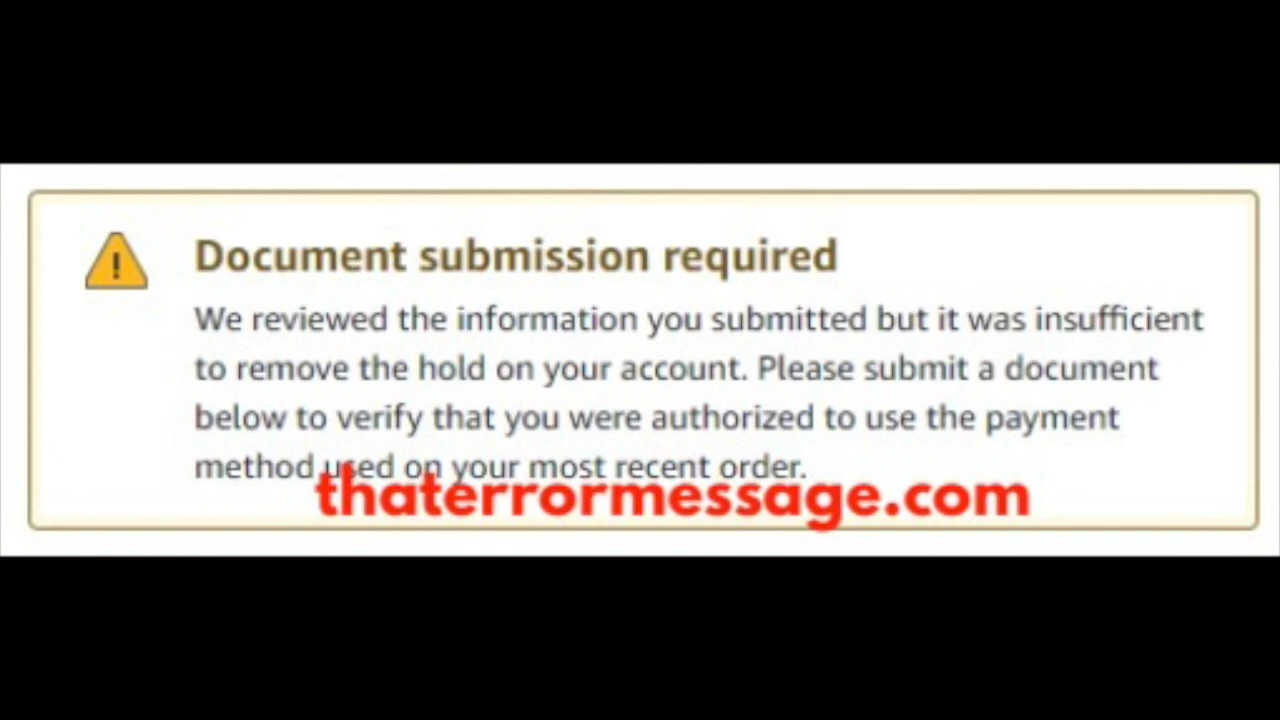 Document submission required
We reviewed the information you submitted but it was insufficient
to remove the hold on your account. Please submit a document
below to verify that you were authorized to use the payment
method used on your most recent order.
thaterrormessage.com